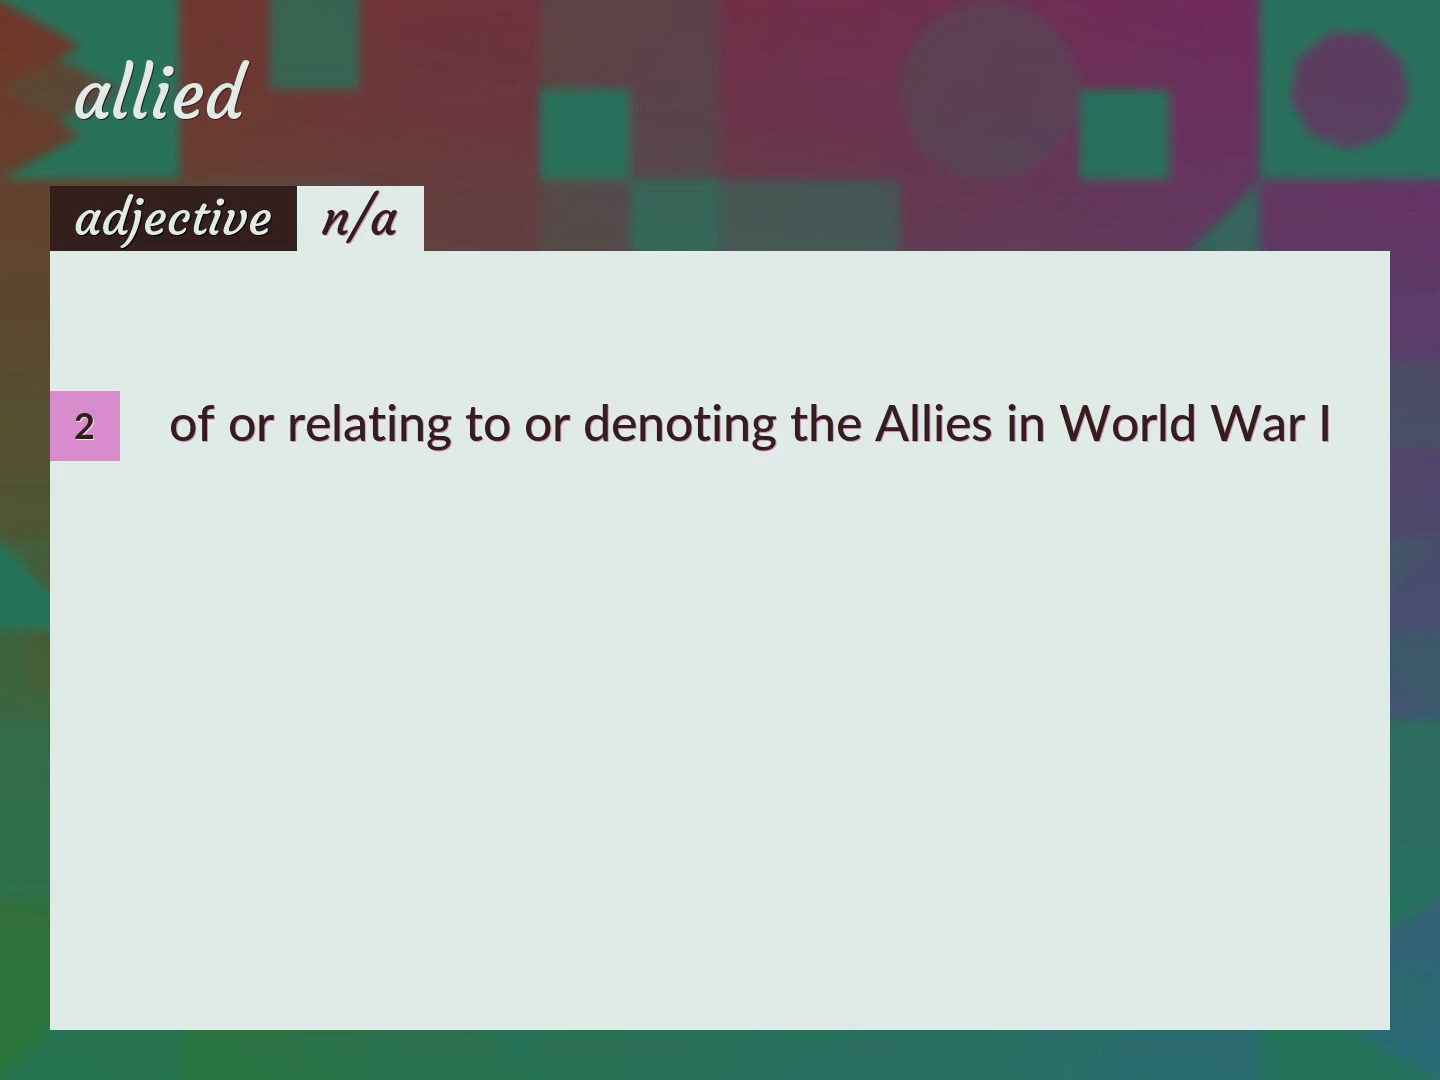 allied
adjective n/a
2 of or relating to or denoting the Allies in World War I